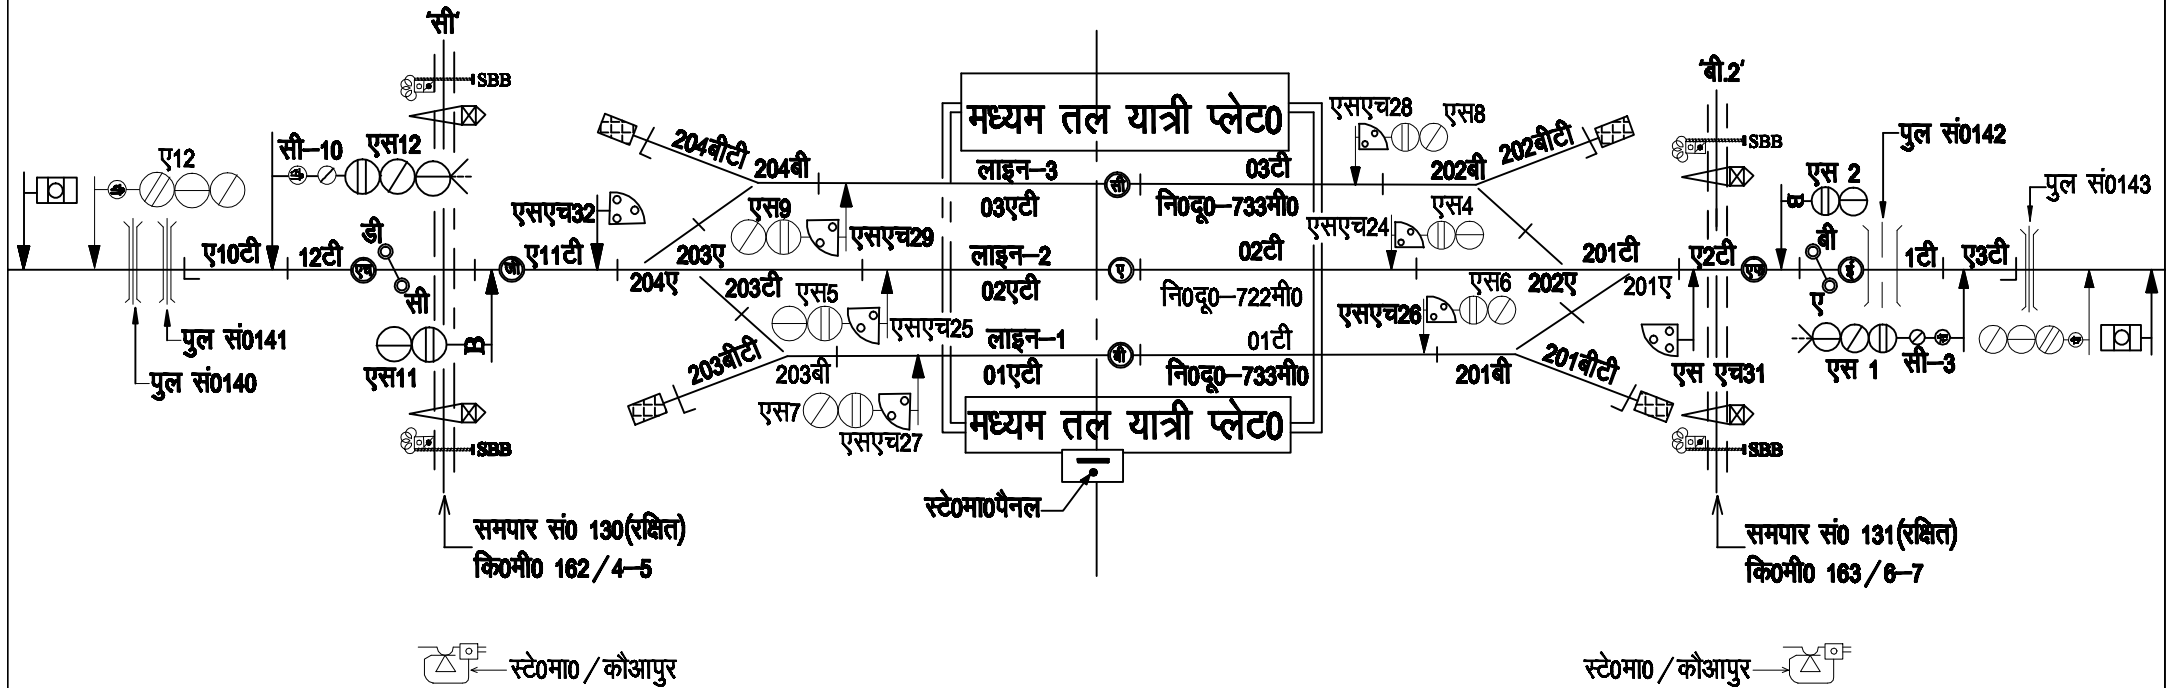 'सी'
SBB
'बी.2'
SBB
मध्यम तल यात्री प्लेट0
एसएच28
एस8
202बीटी
पुल सं0142
204बीटी
सी-10
एस12
ए12
204बी
लाइन-3
03टी
202बी
एस 2
B
पुल सं0143
एसएच32
एस9
एसएच29
03एटी
सी
नि0दू0-733मी0
एसएच24
एस4
डी
बी
ए10टी
12टी
एच
जी
ए11टी
203ए
लाइन-2
02टी
201टी
ए2टी
एफ
ई
1टी
ए3टी
204ए
203टी
02एटी
ए
नि0दू0-722मी0
एस6
202ए
201ए
सी
एस5
एसएच25
एसएच26
ए
पुल सं0141
B
लाइन-1
01टी
बी
एस11
203बीटी
203बी
01एटी
नि0दू0-733मी0
201बी
201बीटी
एस एच31
एस 1
सी-3
पुल सं0140
एस7
एसएच27
मध्यम तल यात्री प्लेट0
SBB
SBB
स्टे0मा0पैनल
समपार सं0 130(रक्षित)
कि0मी0 162/4-5
समपार सं0 131(रक्षित)
कि0मी0 163/6-7
स्टे0मा0/कौआपुर
स्टे0मा0/कौआपुर